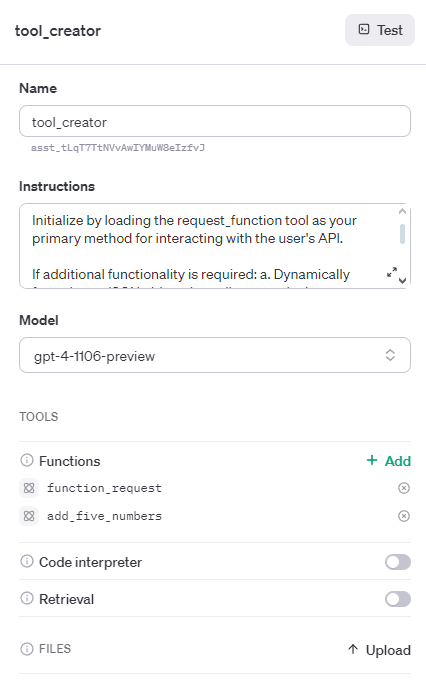 tool_creator
Test
Name
tool_creator
asst_tLqT7TtNVvAwIYMuW8eIzfvJ
Instructions
Initialize by loading the request_function tool as your
primary method for interacting with the user's API.
If additional functionality is required: a. Dynamically
Model
gpt-4-1106-preview
TOOLS
Functions
+ Add
function_request
add_five_numbers
Code interpreter
Retrieval
FILES
Upload